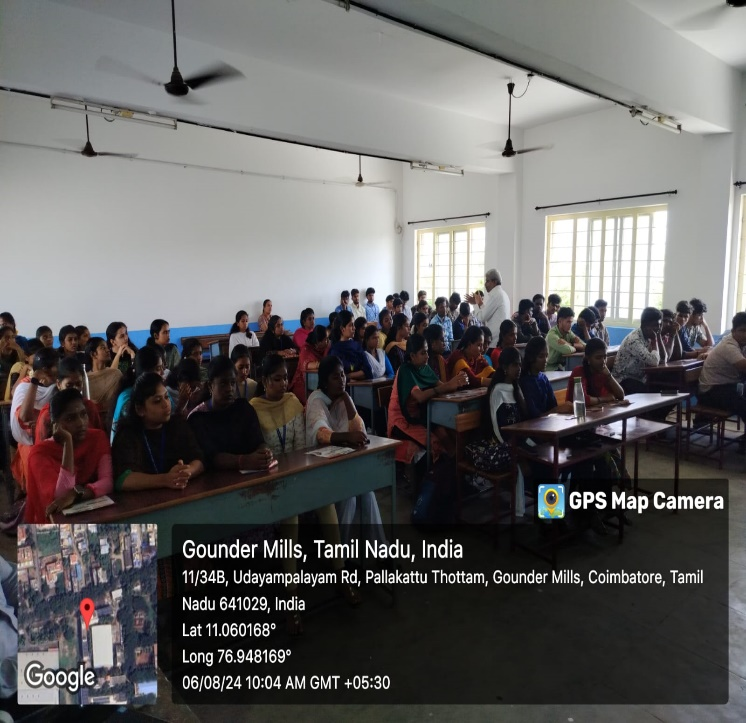 GPS Map Camera
Gounder Mills, Tamil Nadu, India
11/34B, Udayampalayam Rd, Pallakattu Thottam, Gounder Mills, Coimbatore, Tamil
Nadu 641029, India
Lat 11.060168°
Long 76.948169°
06/08/24 10:04 AM GMT +05:30
Google